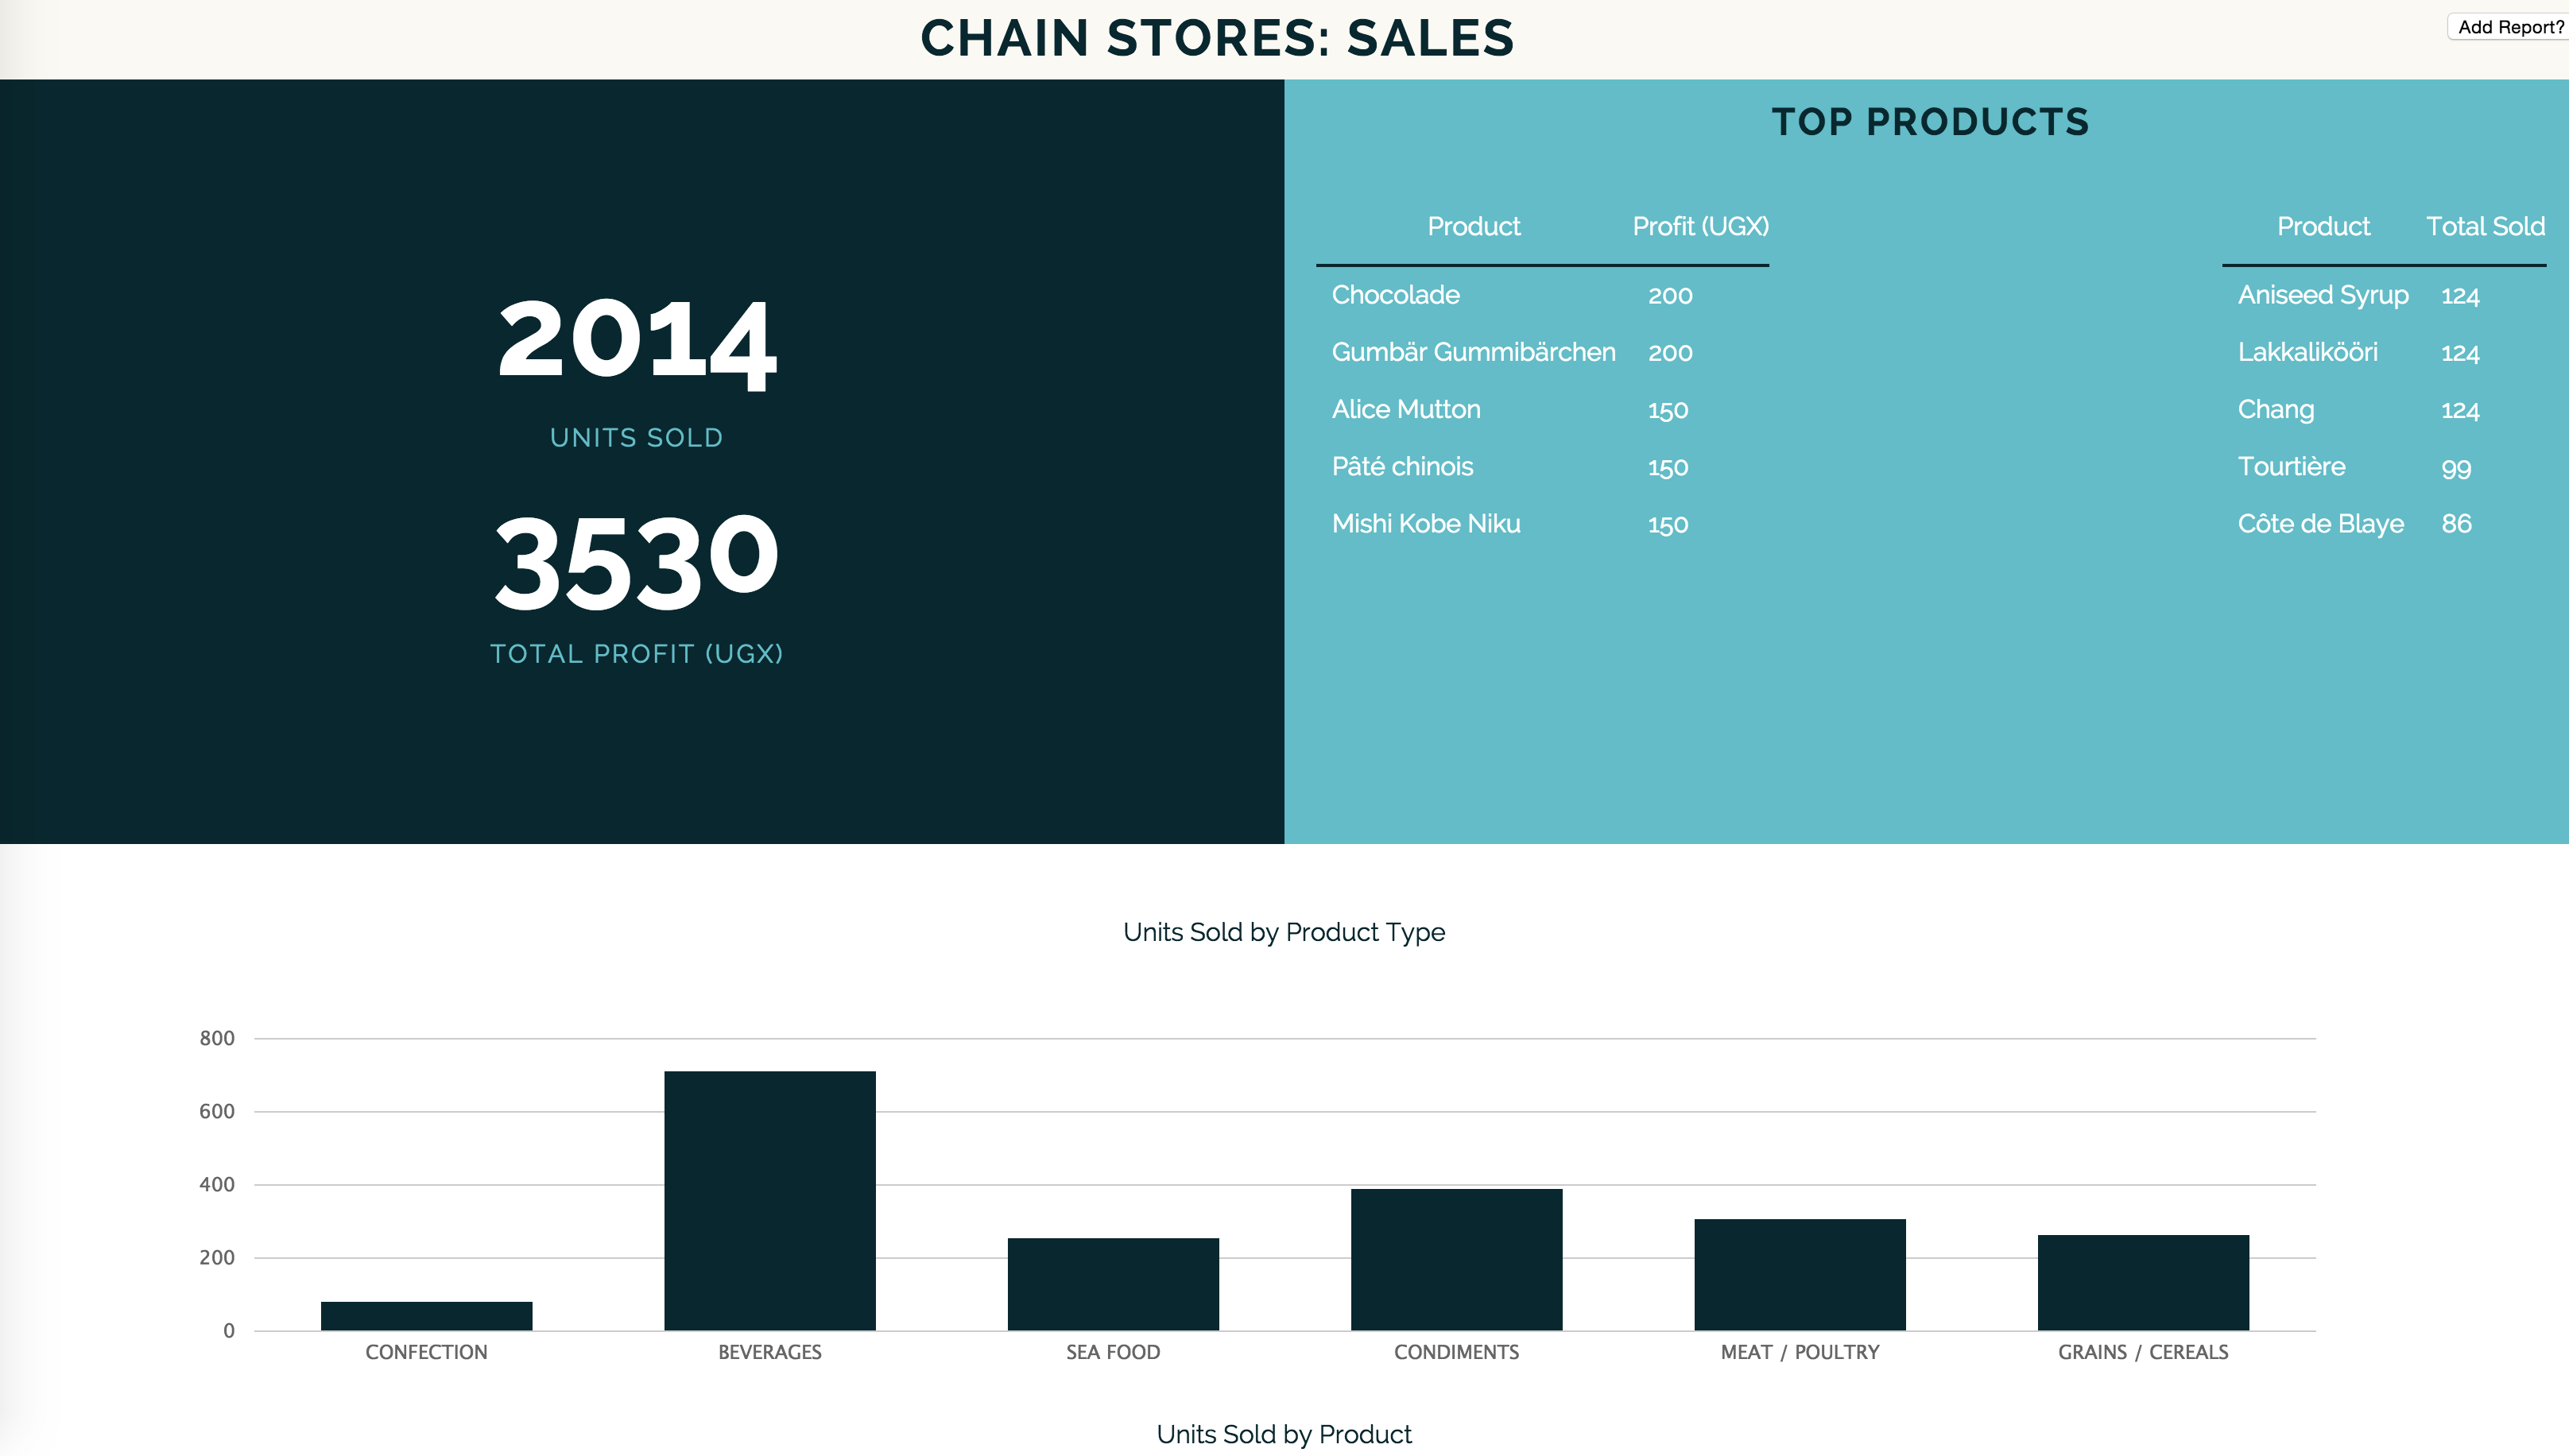 CHAIN STORES: SALES
Add Report?
2014
UNITS SOLD
3530
TOTAL PROFIT (UGX)
TOP PRODUCTS
Product Profit (UGX)
Chocolade 200
Gumbär Gummibärchen 200
Alice Mutton 150
Pâté chinois 150
Mishi Kobe Niku 150
Product Total Sold
Aniseed Syrup 124
Lakkalikööri 124
Chang 124
Tourtière 99
Côte de Blaye 86
Units Sold by Product Type
800
600
400
200
0
CONFECTION BEVERAGES SEA FOOD CONDIMENTS MEAT / POULTRY GRAINS / CEREALS
Units Sold by Product